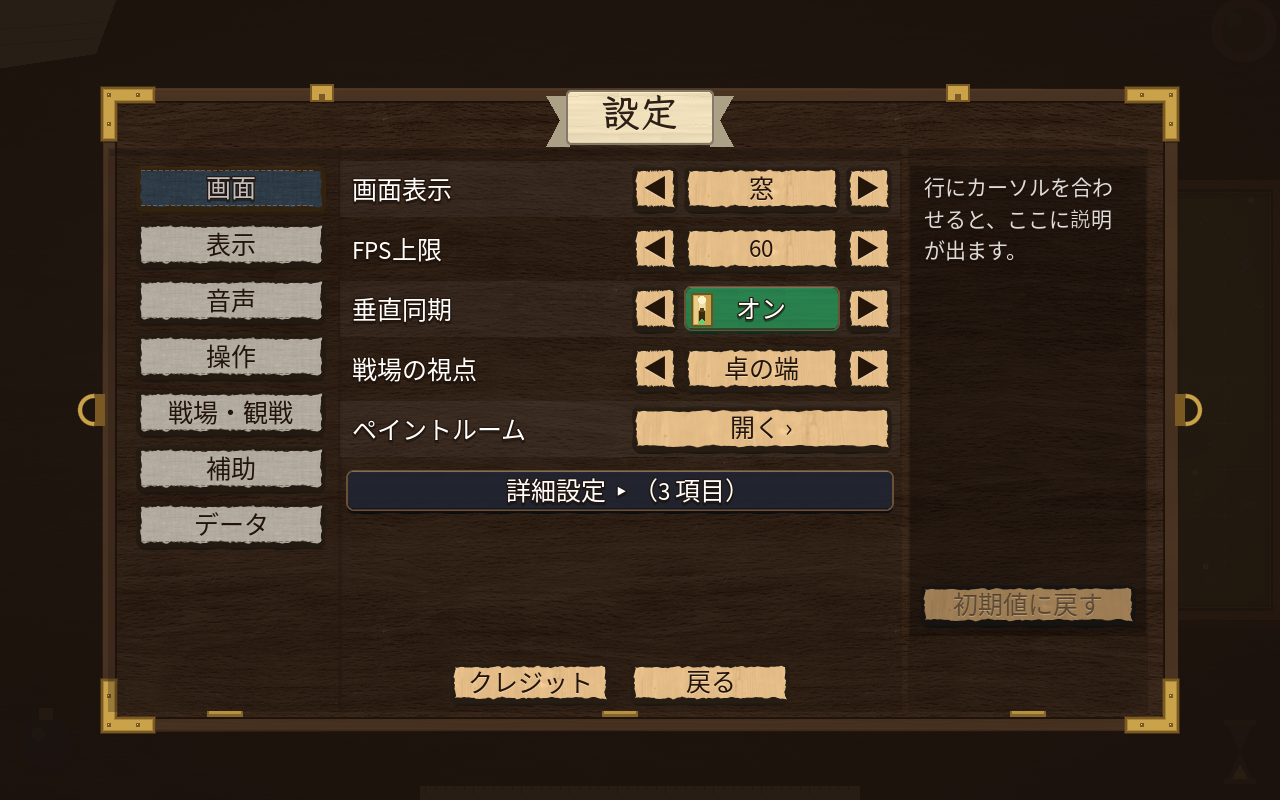 設定
画面
表示
音声
操作
戦場・観戦
補助
データ
画面表示
窓
FPS上限
60
垂直同期
オン
戦場の視点
卓の端
ペイントルーム
開く ›
詳細設定 ▸ （3 項目）
行にカーソルを合わ
せると、ここに説明
が出ます。
初期値に戻す
クレジット
戻る